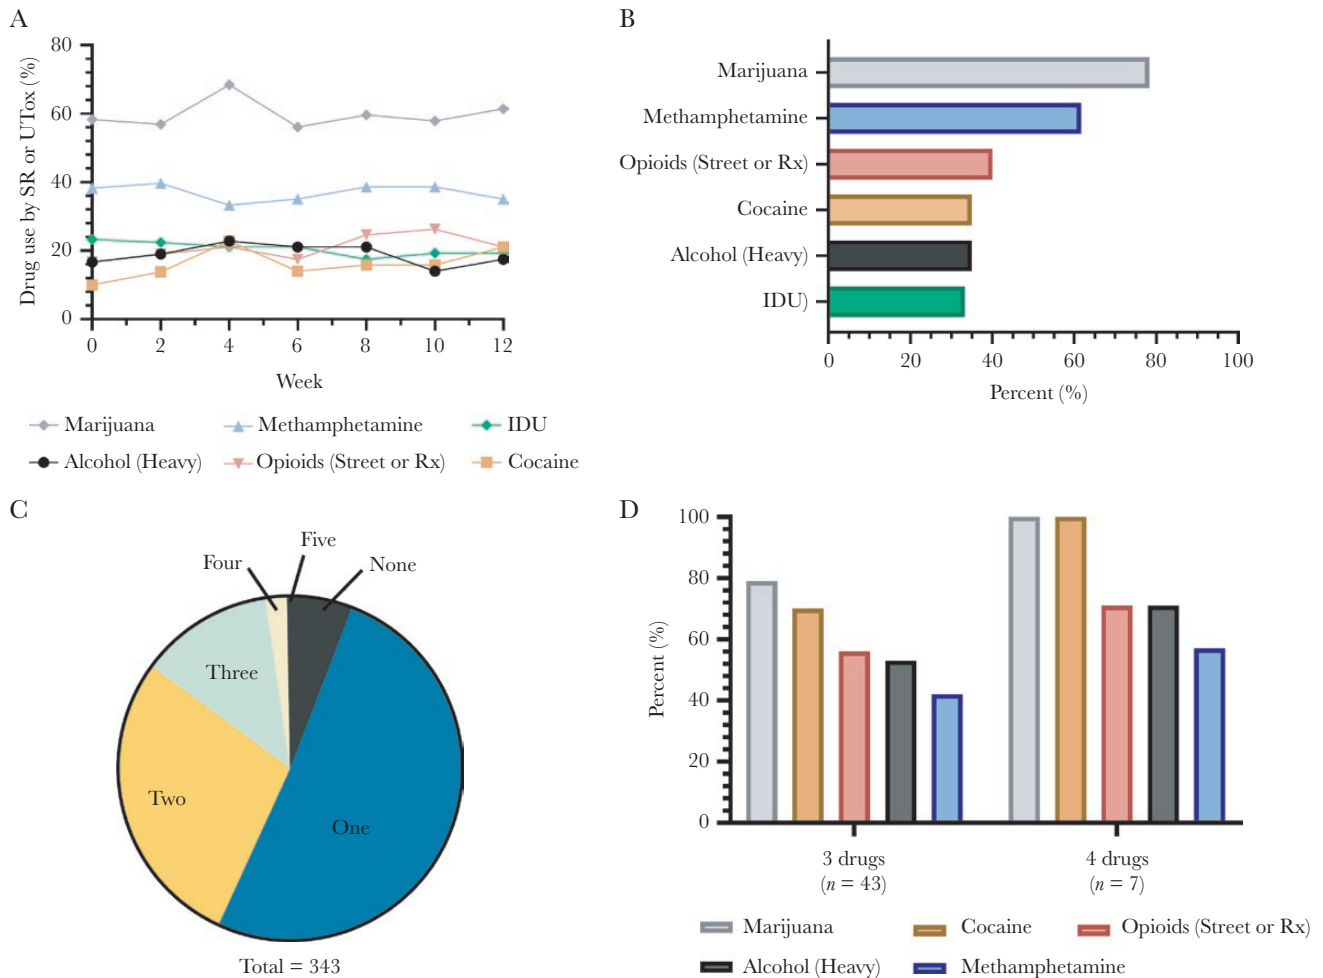 A
Drug use by SR or UTox (%)
80
60
40
20
0
0 2 4 6 8 10 12
Week
Marijuana Methamphetamine IDU
Alcohol (Heavy) Opioids (Street or Rx) Cocaine
B
Marijuana
Methamphetamine
Opioids (Street or Rx)
Cocaine
Alcohol (Heavy)
IDU)
0 20 40 60 80 100
Percent (%)
C
Five
Four
None
Three
Two
One
Total = 343
D
Percent (%)
100
80
60
40
20
0
3 drugs 4 drugs
(n = 43) (n = 7)
Marijuana Cocaine Opioids (Street or Rx)
Alcohol (Heavy) Methamphetamine